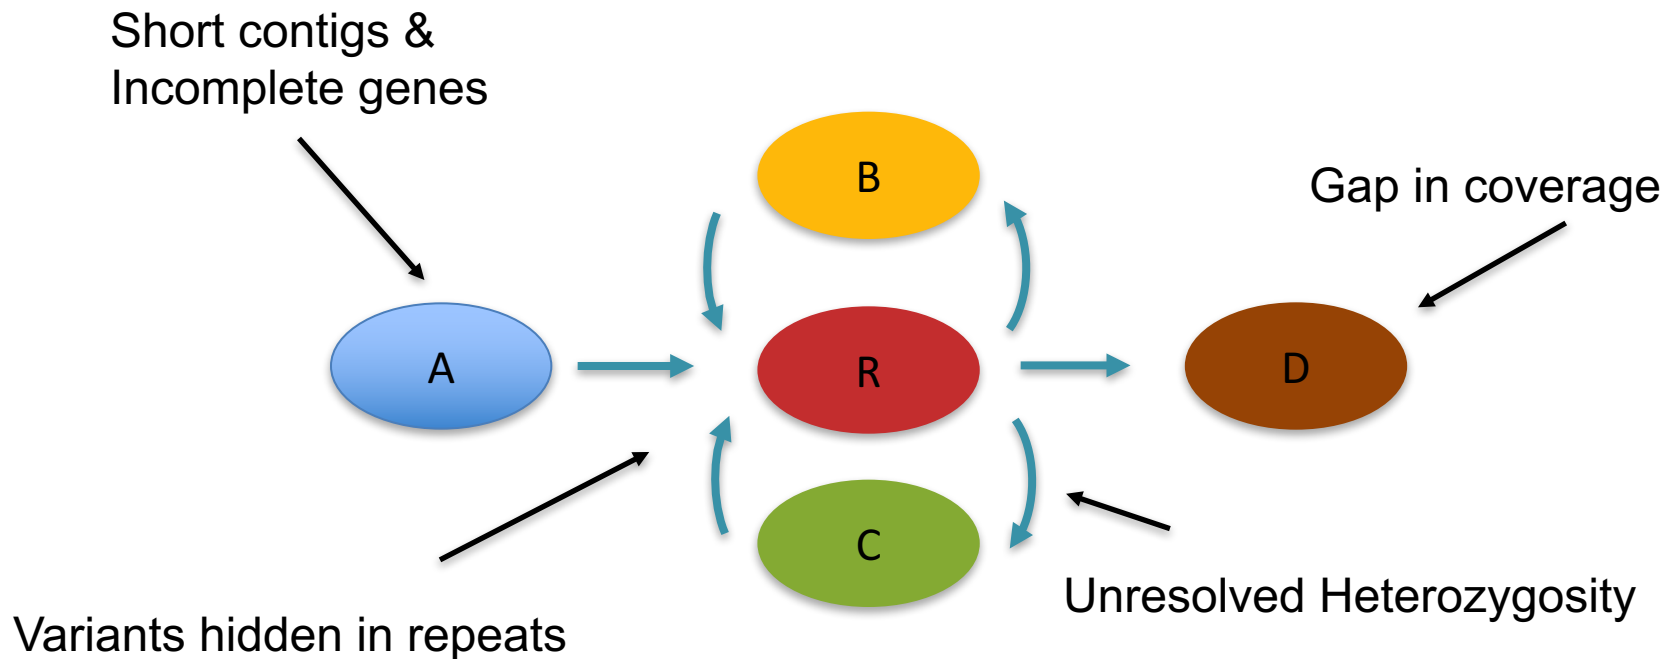 Short contigs &
Incomplete genes
B
Gap in coverage
A
R
D
C
Unresolved Heterozygosity
Variants hidden in repeats